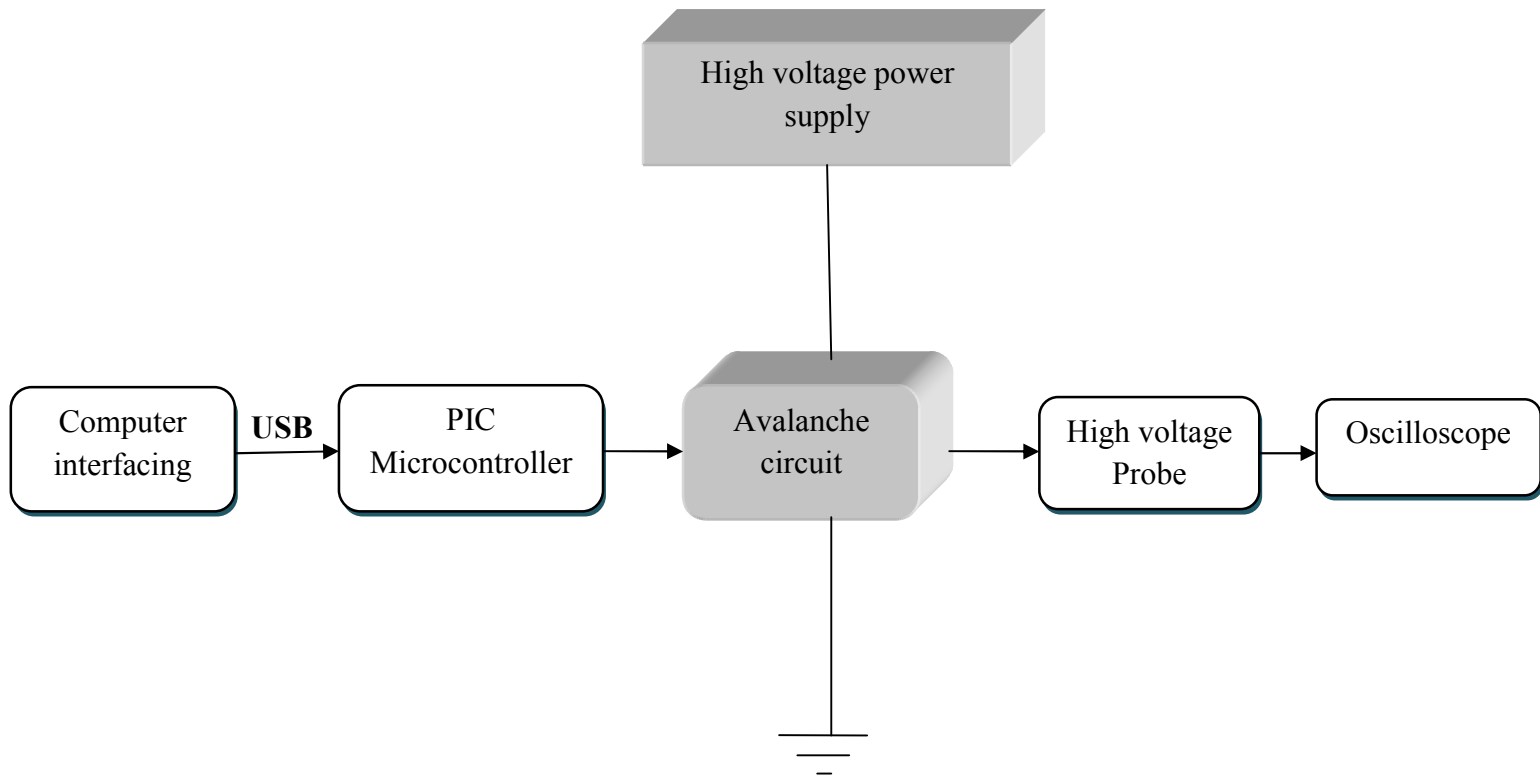 High voltage power
supply
Computer
interfacing
USB
PIC
Microcontroller
Avalanche
circuit
High voltage
Probe
Oscilloscope